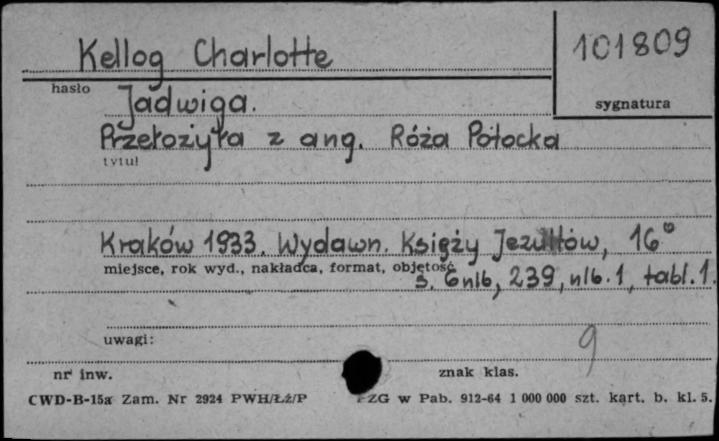 Kellog Charlotte
101809
hasło
sygnatura
Jadwiga.
Przełożyła z ang. Róża Potocka
tytuł
Kraków 1933. Wydawn. Księży Jezuitów, 16°
miejsce, rok wyd., nakładca, format, objętość
s. 6 nlb, 239, nlb. 1, tabl. 1.
uwagi:
9
nr inw.
znak klas.
CWD-B-15a Zam. Nr 2924 PWH/Łź/P
PZG w Pab. 912-64 1 000 000 szt. kart. b. kl. 5.